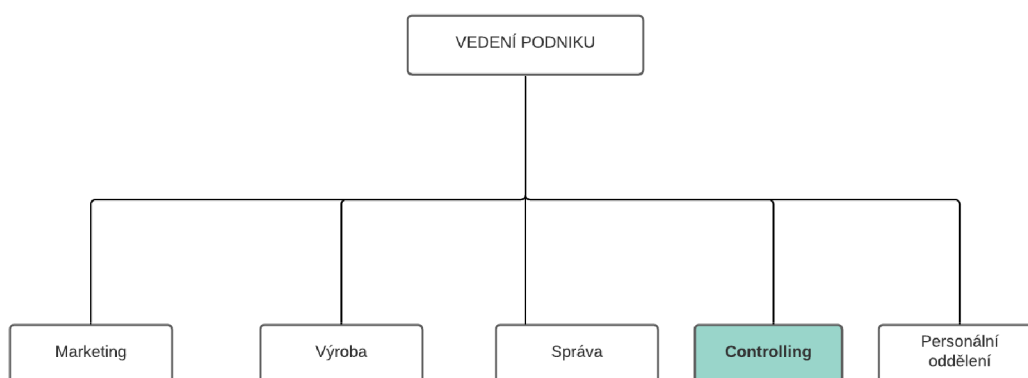 VEDENÍ PODNIKU
Marketing
Výroba
Správa
Controlling
Personální
oddělení